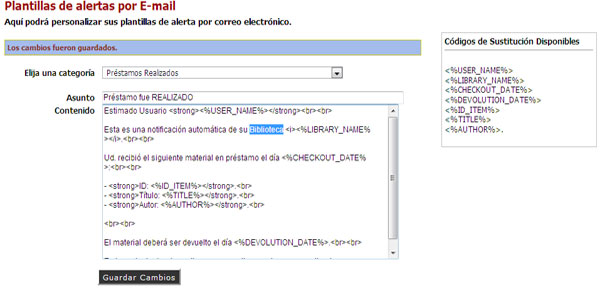 Plantillas de alertas por E-mail
Aquí podrá personalizar sus plantillas de alerta por correo electrónico.
Los cambios fueron guardados.
Elija una categoría
Préstamos Realizados
Asunto
Préstamo fue REALIZADO
Contenido
Estimado Usuario <strong><%USER_NAME%></strong><br><br>
Esta es una notificación automática de su Biblioteca <i><%LIBRARY_NAME%
></i>.<br><br>
Ud. recibió el siguiente material en préstamo el día <%CHECKOUT_DATE%
>:<br><br>
- <strong>ID: <%ID_ITEM%></strong>.<br>
- <strong>Título: <%TITLE%></strong>.<br>
- <strong>Autor: <%AUTHOR%></strong>.<br>
<br><br>
El material deberá ser devuelto el día <%DEVOLUTION_DATE%>.<br><br>
Guardar Cambios
Códigos de Sustitución Disponibles
<%USER_NAME%>
<%LIBRARY_NAME%>
<%CHECKOUT_DATE%>
<%DEVOLUTION_DATE%>
<%ID_ITEM%>
<%TITLE%>
<%AUTHOR%>.